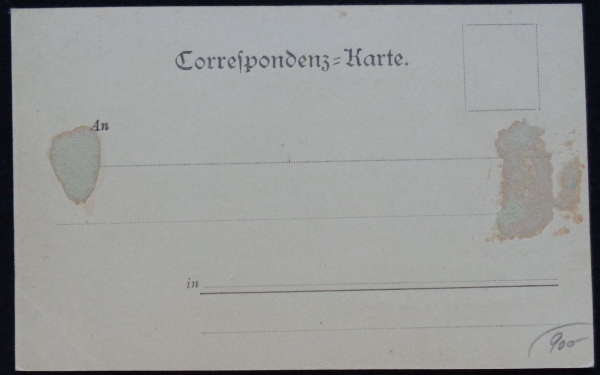 Correſpondenz=Karte.
An
in
900-